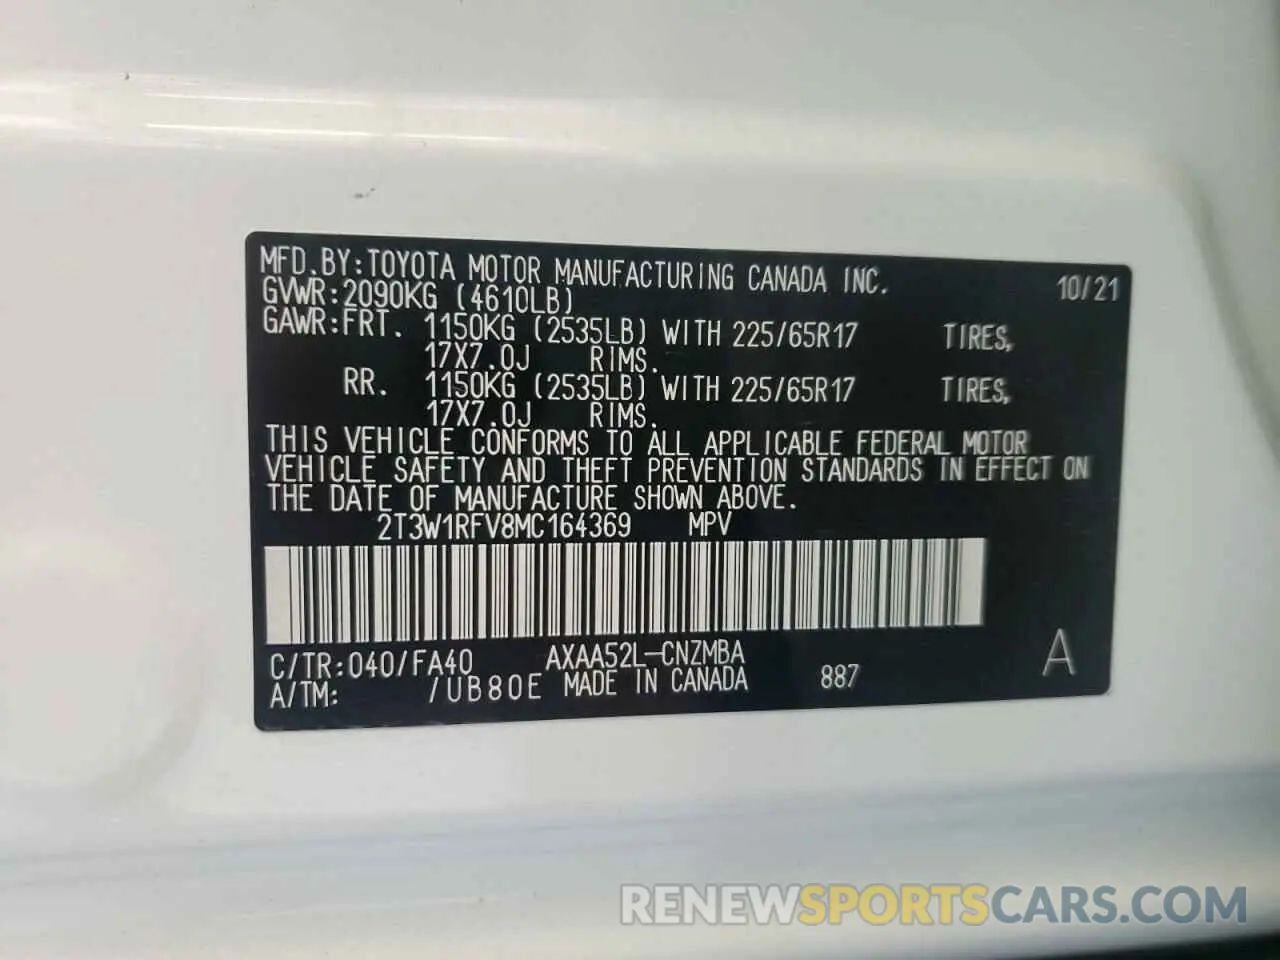 MFD.BY:TOYOTA MOTOR MANUFACTURING CANADA INC. 10/21
GVWR:2090KG (4610LB)
GAWR:FRT. 1150KG (2535LB) WITH 225/65R17 TIRES,
17X7.0J RIMS.
RR. 1150KG (2535LB) WITH 225/65R17 TIRES,
17X7.0J RIMS.
THIS VEHICLE CONFORMS TO ALL APPLICABLE FEDERAL MOTOR
VEHICLE SAFETY AND THEFT PREVENTION STANDARDS IN EFFECT ON
THE DATE OF MANUFACTURE SHOWN ABOVE.
2T3W1RFV8MC164369 MPV
C/TR:040/FA40 AXAA52L-CNZMBA
A/TM: /UB80E MADE IN CANADA 887 A
RENEWSPORTSCARS.COM